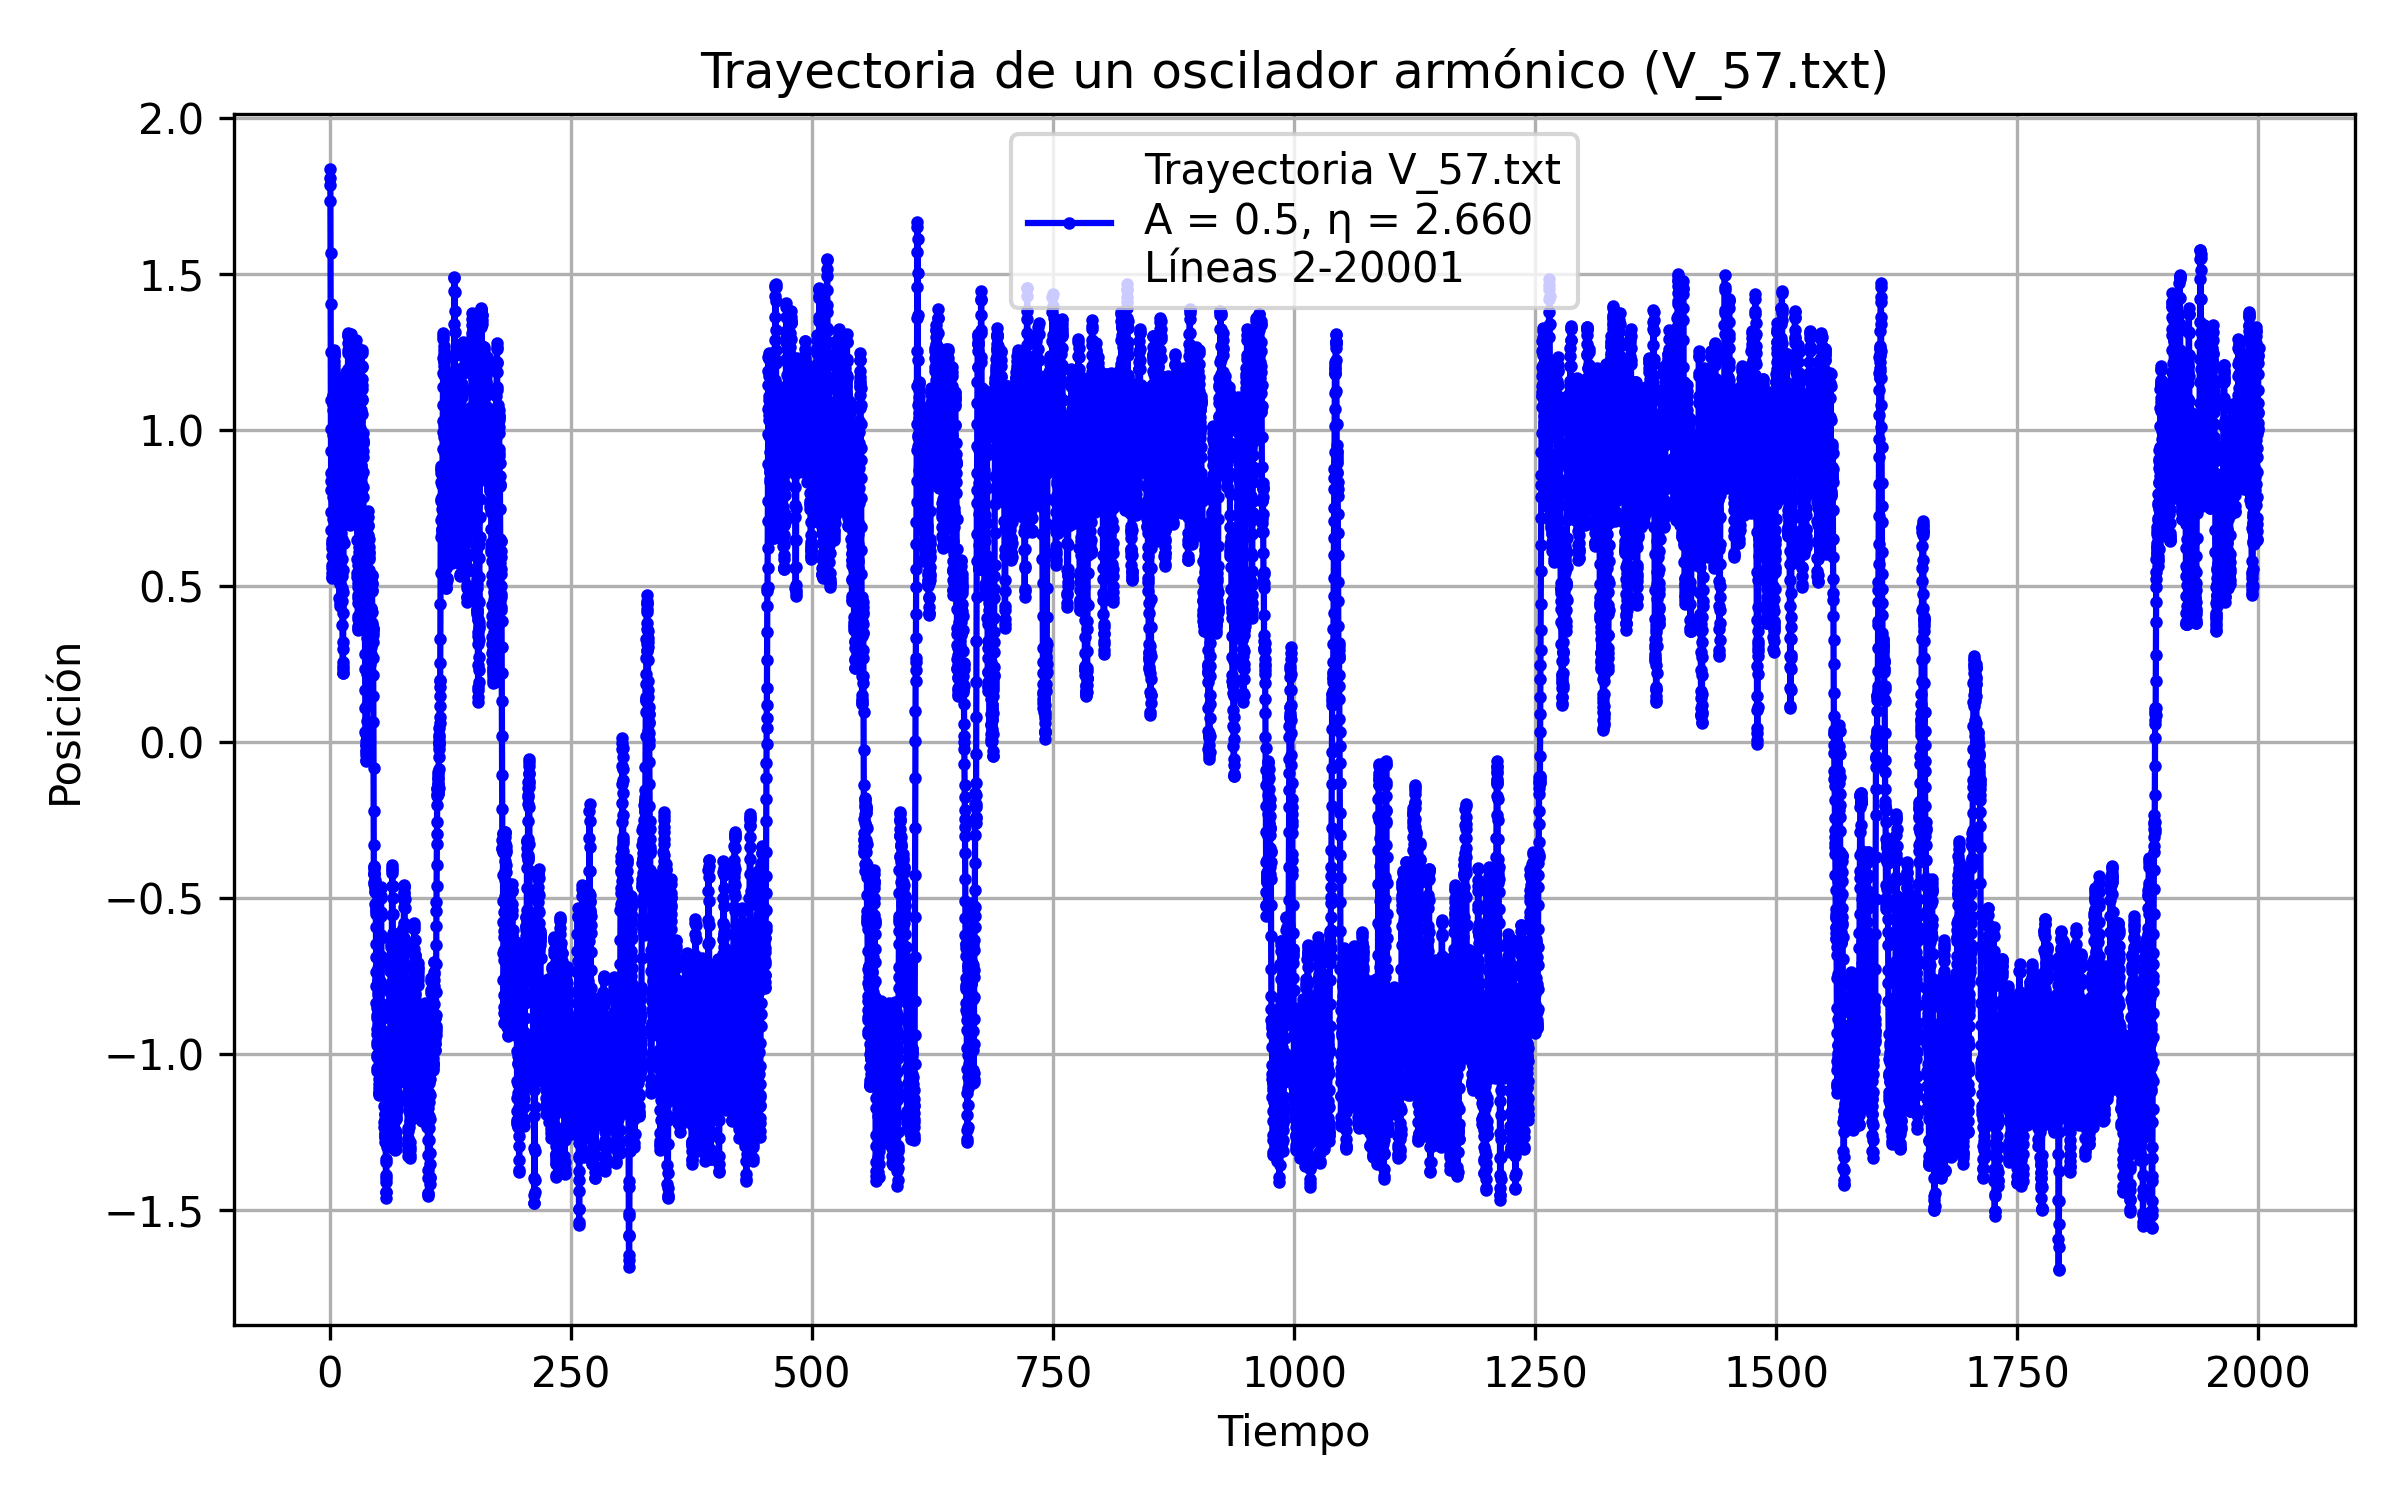 Trayectoria de un oscilador armónico (V_57.txt)
Trayectoria V_57.txt
A = 0.5, η = 2.660
Líneas 2-20001
2.0
1.5
1.0
0.5
0.0
−0.5
−1.0
−1.5
Posición
0 250 500 750 1000 1250 1500 1750 2000
Tiempo